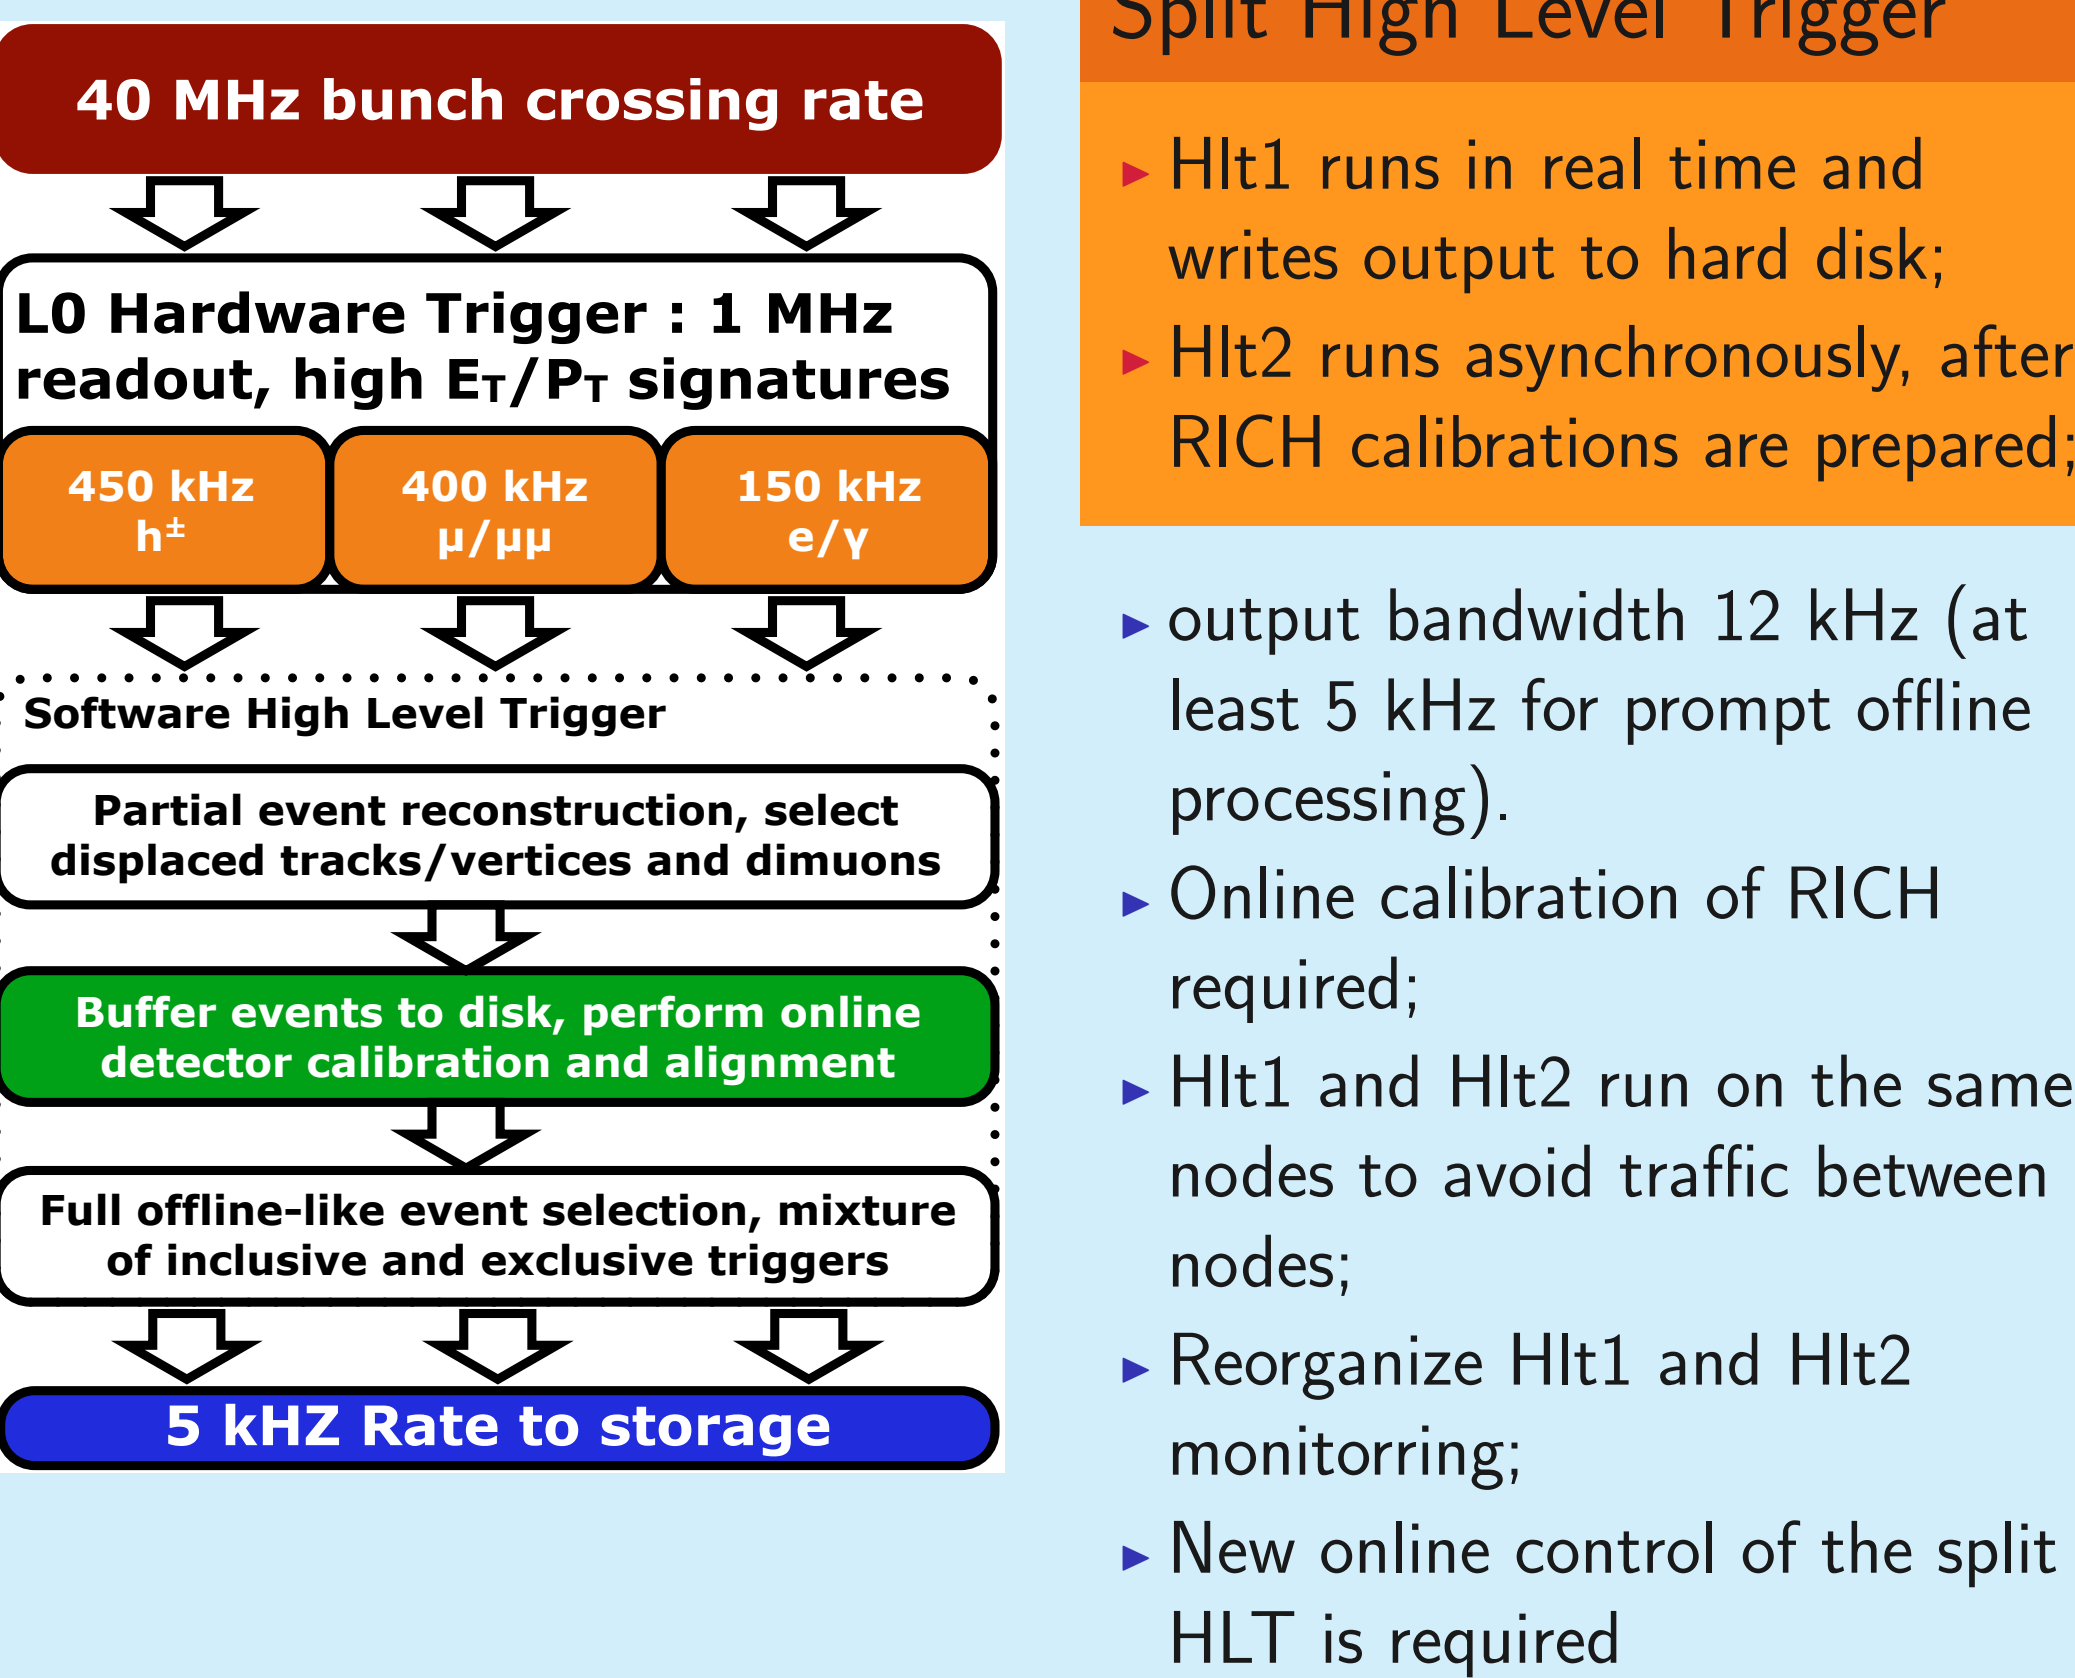 40 MHz bunch crossing rate
L0 Hardware Trigger : 1 MHz
readout, high ET/PT signatures
450 kHz
h±
400 kHz
μ/μμ
150 kHz
e/γ
Software High Level Trigger
Partial event reconstruction, select
displaced tracks/vertices and dimuons
Buffer events to disk, perform online
detector calibration and alignment
Full offline-like event selection, mixture
of inclusive and exclusive triggers
5 kHZ Rate to storage
Split High Level Trigger
▶ Hlt1 runs in real time and
writes output to hard disk;
▶ Hlt2 runs asynchronously, after
RICH calibrations are prepared;
▶ output bandwidth 12 kHz (at
least 5 kHz for prompt offline
processing).
▶ Online calibration of RICH
required;
▶ Hlt1 and Hlt2 run on the same
nodes to avoid traffic between
nodes;
▶ Reorganize Hlt1 and Hlt2
monitorring;
▶ New online control of the split
HLT is required